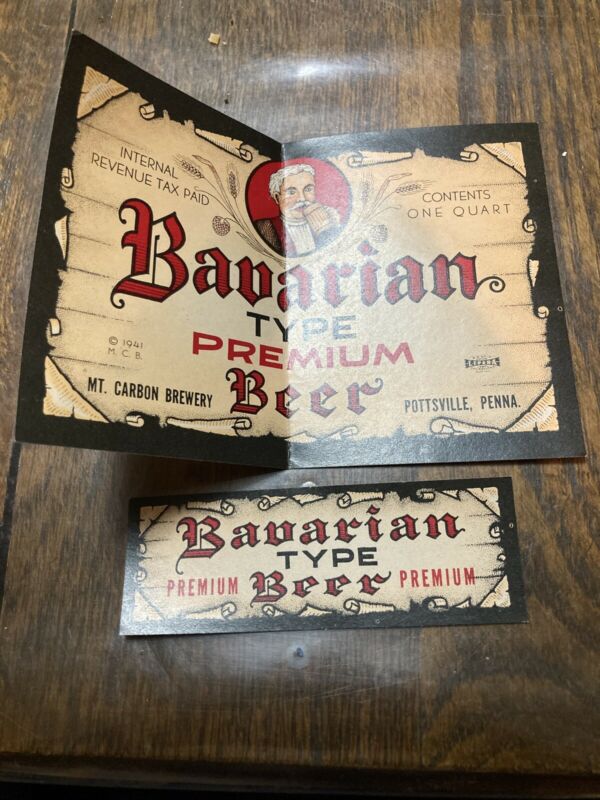 INTERNAL
REVENUE TAX PAID
CONTENTS
ONE QUART
Bavarian
TYPE
PREMIUM
Beer
© 1941
M. C. B.
MT. CARBON BREWERY
POTTSVILLE, PENNA.
Bavarian
TYPE
PREMIUM Beer PREMIUM